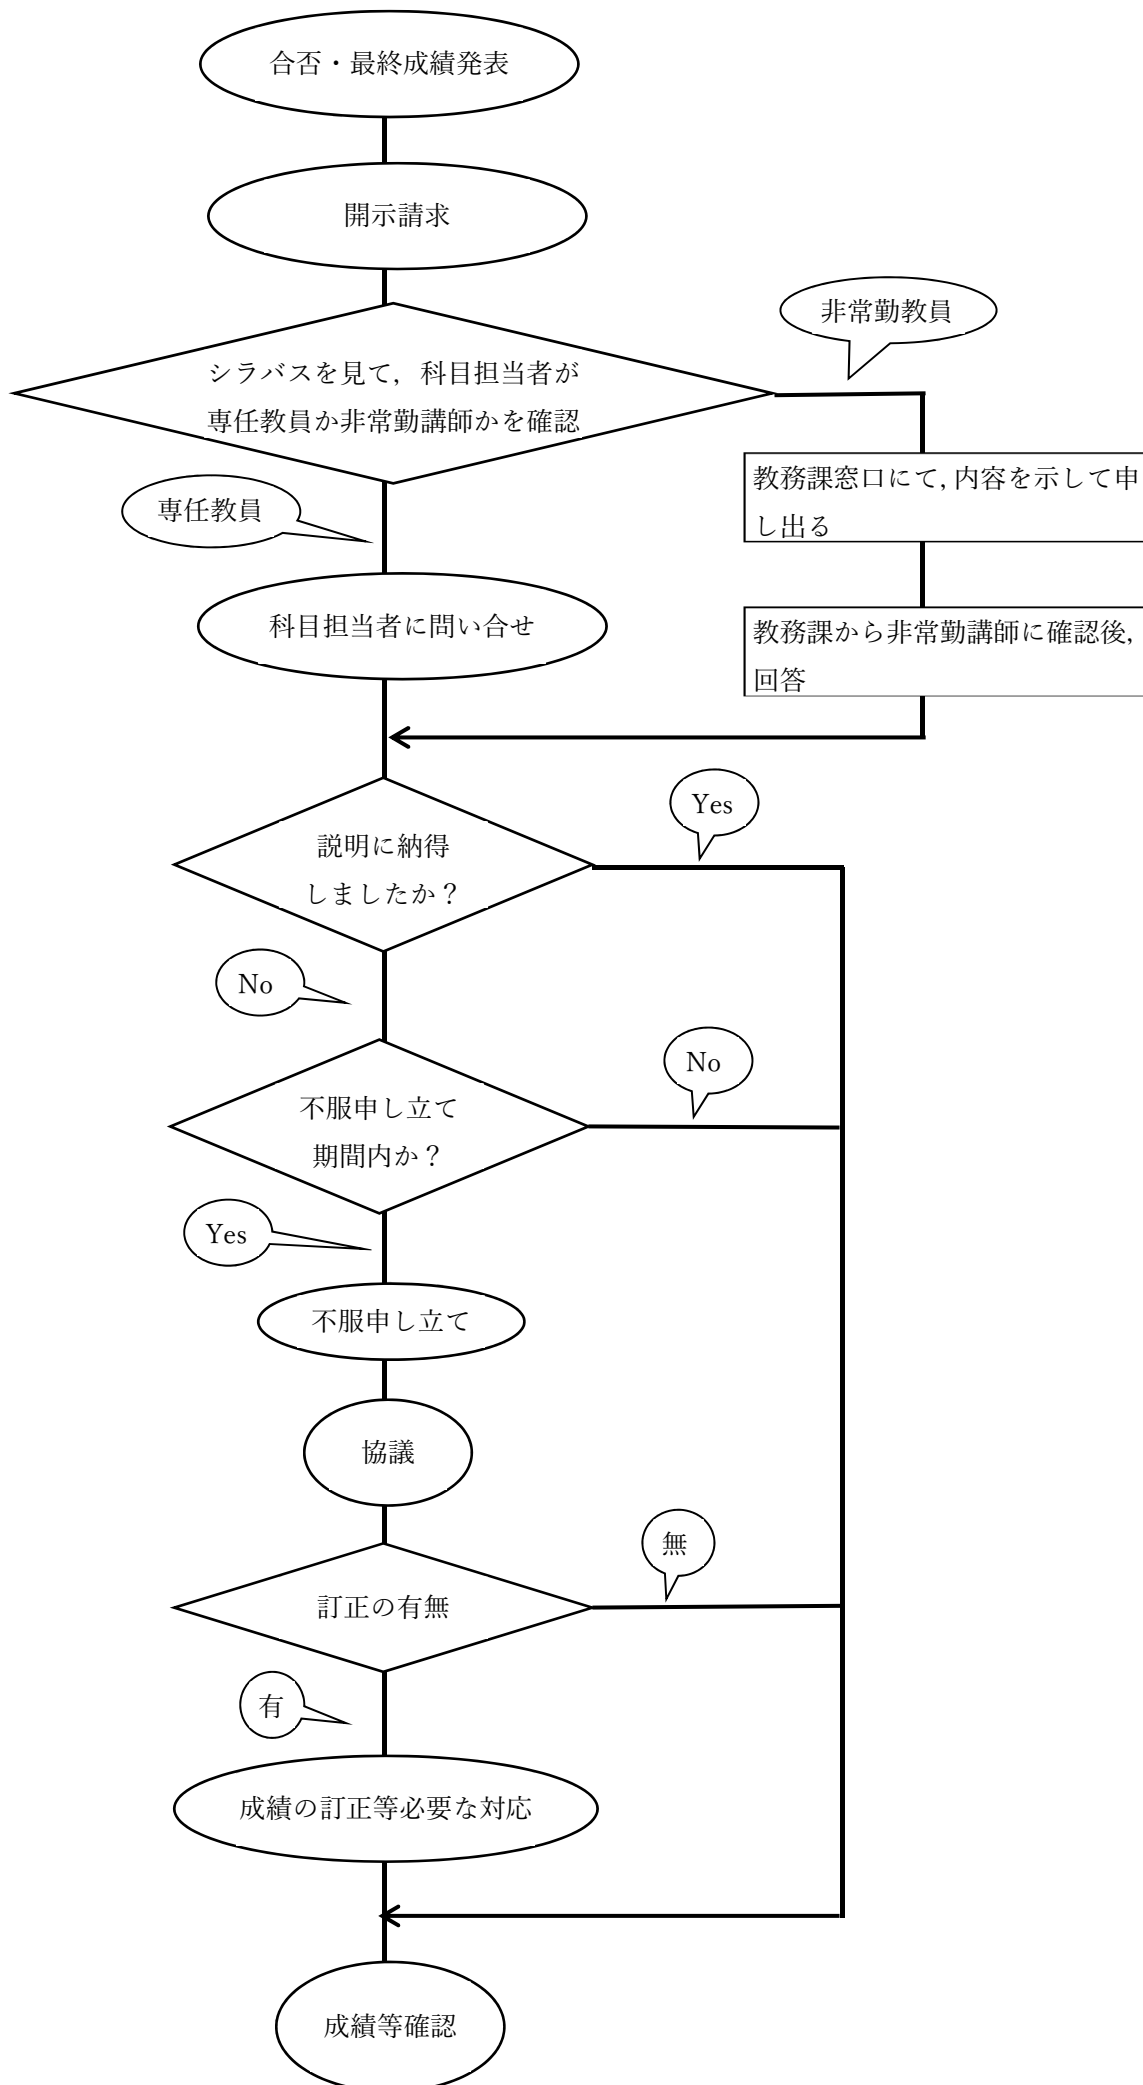 合否・最終成績発表
開示請求
非常勤教員
シラバスを見て，科目担当者が
専任教員か非常勤講師かを確認
教務課窓口にて, 内容を示して申
し出る
専任教員
科目担当者に問い合せ
教務課から非常勤講師に確認後,
回答
Yes
説明に納得
しましたか？
No
No
不服申し立て
期間内か？
Yes
不服申し立て
協議
無
訂正の有無
有
成績の訂正等必要な対応
成績等確認